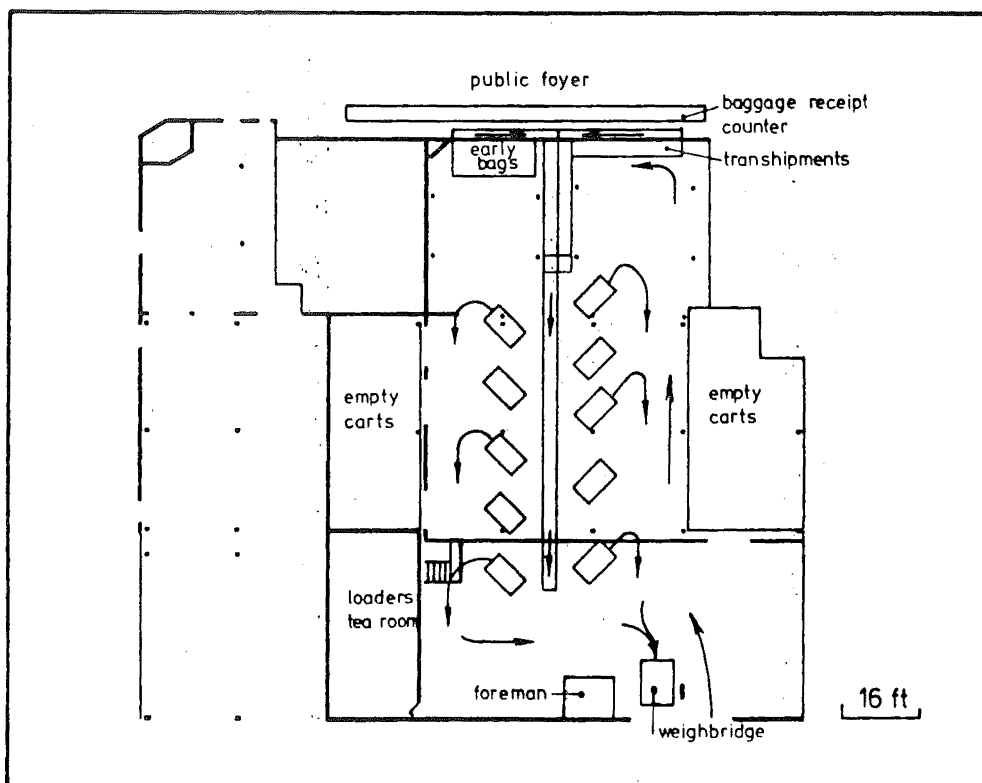 public foyer
baggage receipt
counter
early
bags
transhipments
empty
carts
empty
carts
loaders
tea room
foreman
16 ft
weighbridge